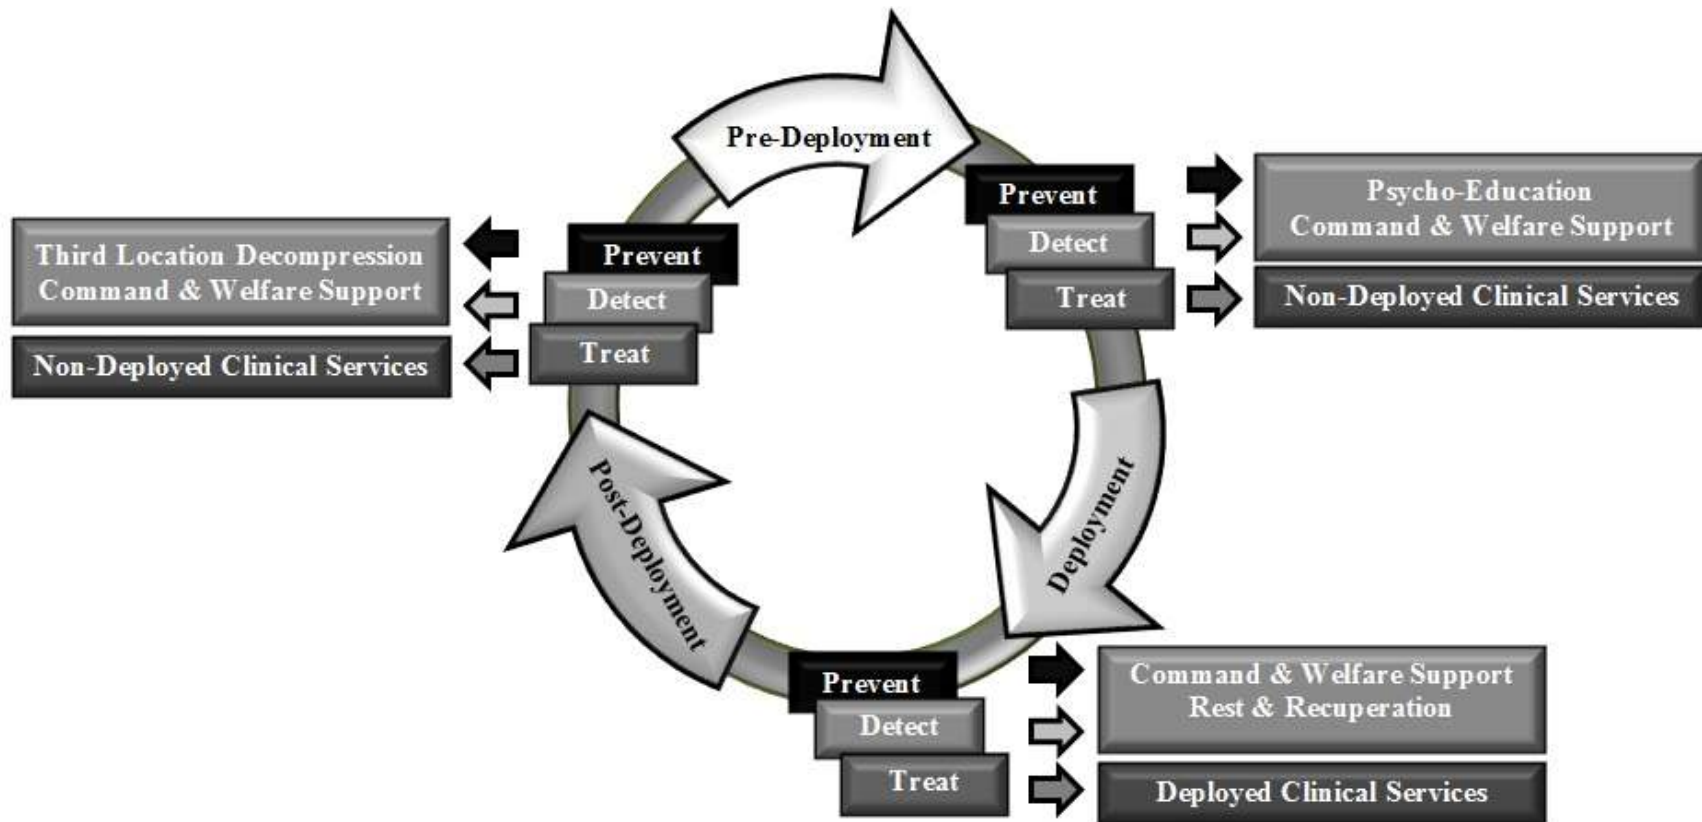 Pre-Deployment
Prevent
Detect
Treat
Psycho-Education
Command & Welfare Support
Non-Deployed Clinical Services
Deployment
Prevent
Detect
Treat
Command & Welfare Support
Rest & Recuperation
Deployed Clinical Services
Post-Deployment
Prevent
Detect
Treat
Third Location Decompression
Command & Welfare Support
Non-Deployed Clinical Services